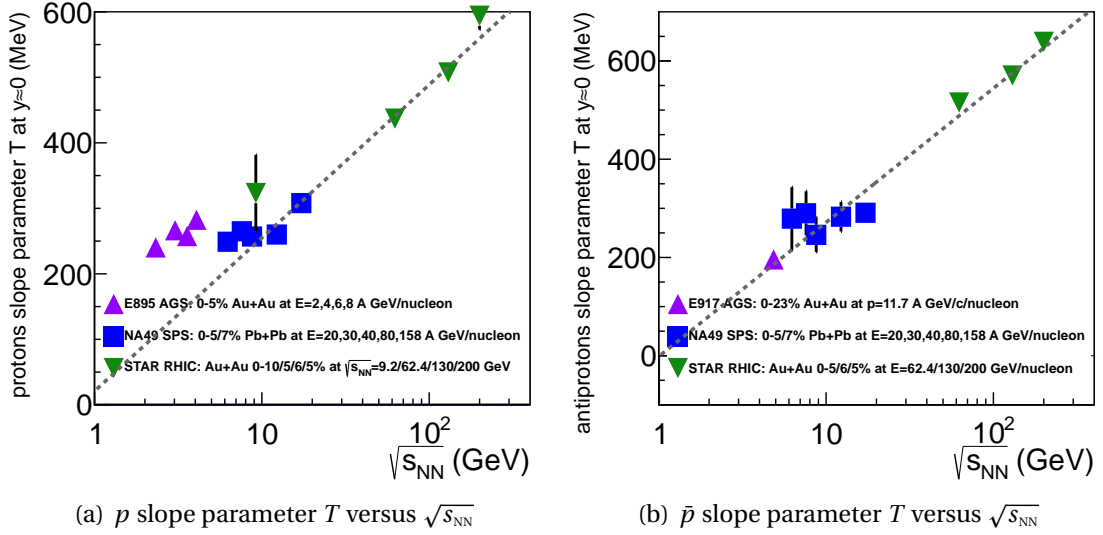 protons slope parameter T at y≈0 (MeV)
600
400
200
0
E895 AGS: 0-5% Au+Au at E=2,4,6,8 A GeV/nucleon
NA49 SPS: 0-5/7% Pb+Pb at E=20,30,40,80,158 A GeV/nucleon
STAR RHIC: Au+Au 0-10/5/6/5% at √s_NN=9.2/62.4/130/200 GeV
1 10 10²
√s_NN (GeV)
(a) p slope parameter T versus √s_NN
antiprotons slope parameter T at y≈0 (MeV)
600
400
200
0
E917 AGS: 0-23% Au+Au at p=11.7 A GeV/c/nucleon
NA49 SPS: 0-5/7% Pb+Pb at E=20,30,40,80,158 A GeV/nucleon
STAR RHIC: Au+Au 0-5/6/5% at E=62.4/130/200 GeV/nucleon
1 10 10²
√s_NN (GeV)
(b) p̄ slope parameter T versus √s_NN